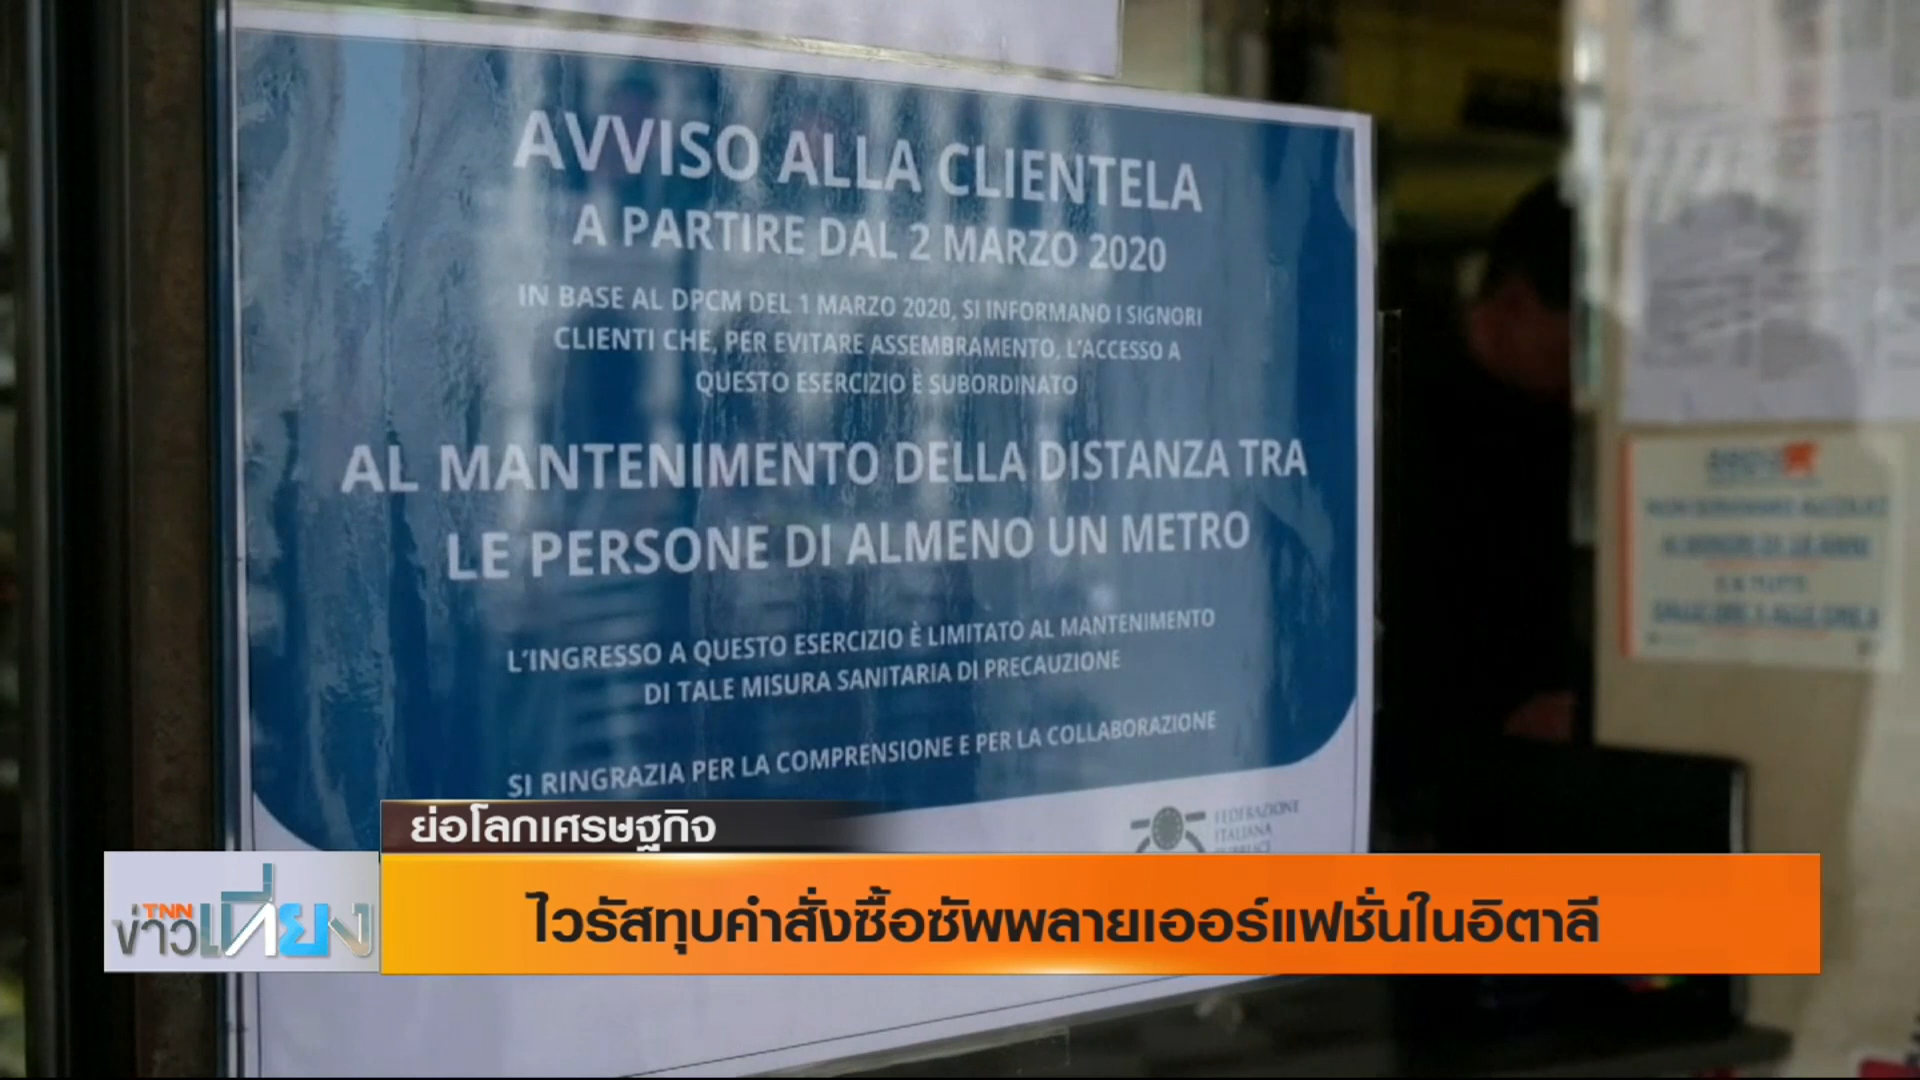 AVVISO ALLA CLIENTELA
A PARTIRE DAL 2 MARZO 2020
IN BASE AL DPCM DEL 1 MARZO 2020, SI INFORMANO I SIGNORI
CLIENTI CHE, PER EVITARE ASSEMBRAMENTO, L'ACCESSO A
QUESTO ESERCIZIO È SUBORDINATO
AL MANTENIMENTO DELLA DISTANZA TRA
LE PERSONE DI ALMENO UN METRO
L'INGRESSO A QUESTO ESERCIZIO È LIMITATO AL MANTENIMENTO
DI TALE MISURA SANITARIA DI PRECAUZIONE
SI RINGRAZIA PER LA COMPRENSIONE E PER LA COLLABORAZIONE
FEDERAZIONE
ITALIANA
ย่อโลกเศรษฐกิจ
TNN
ข่าวเที่ยง
ไวรัสทุบคำสั่งซื้อซัพพลายเออร์แฟชั่นในอิตาลี